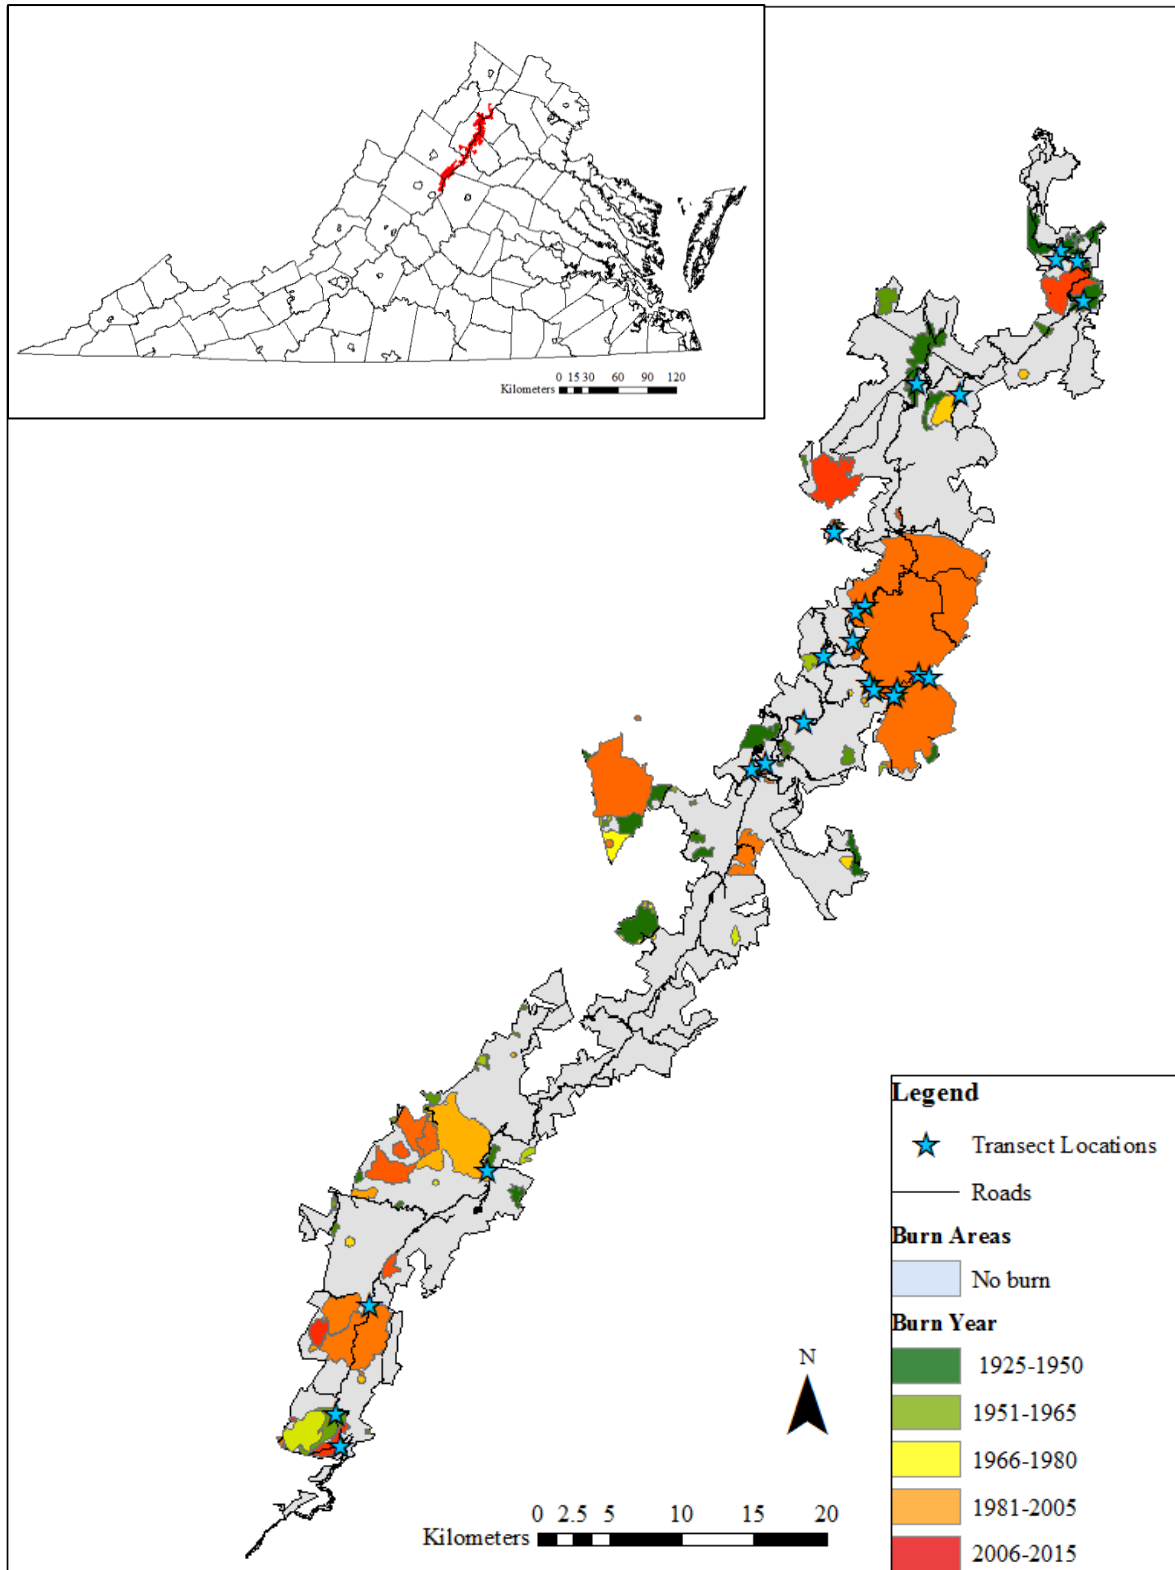 Kilometers 0 15 30 60 90 120
Legend
Transect Locations
Roads
Burn Areas
No burn
Burn Year
1925-1950
1951-1965
1966-1980
1981-2005
2006-2015
N
0 2.5 5 10 15 20
Kilometers